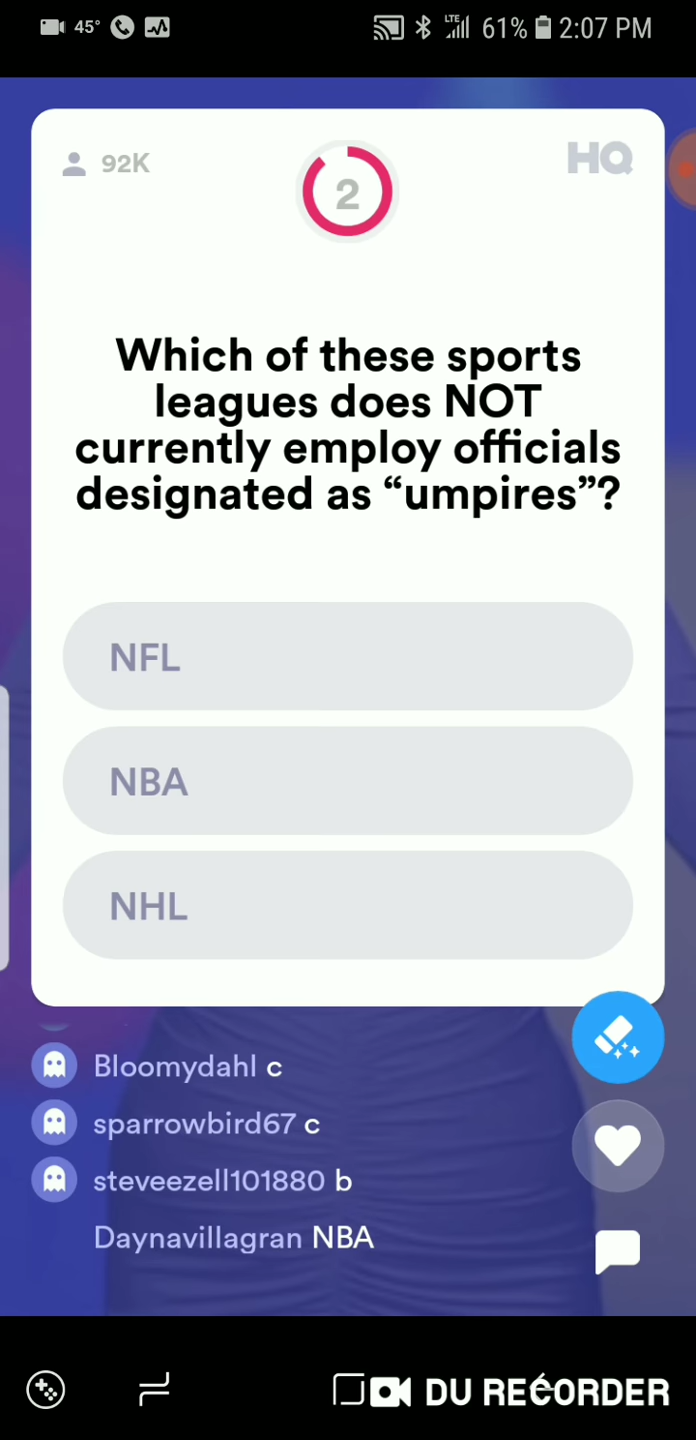 45° 61% 2:07 PM
LTE
92K
2
HQ
Which of these sports
leagues does NOT
currently employ officials
designated as “umpires”?
NFL
NBA
NHL
Bloomydahl c
sparrowbird67 c
steveezell101880 b
Daynavillagran NBA
DU RECORDER